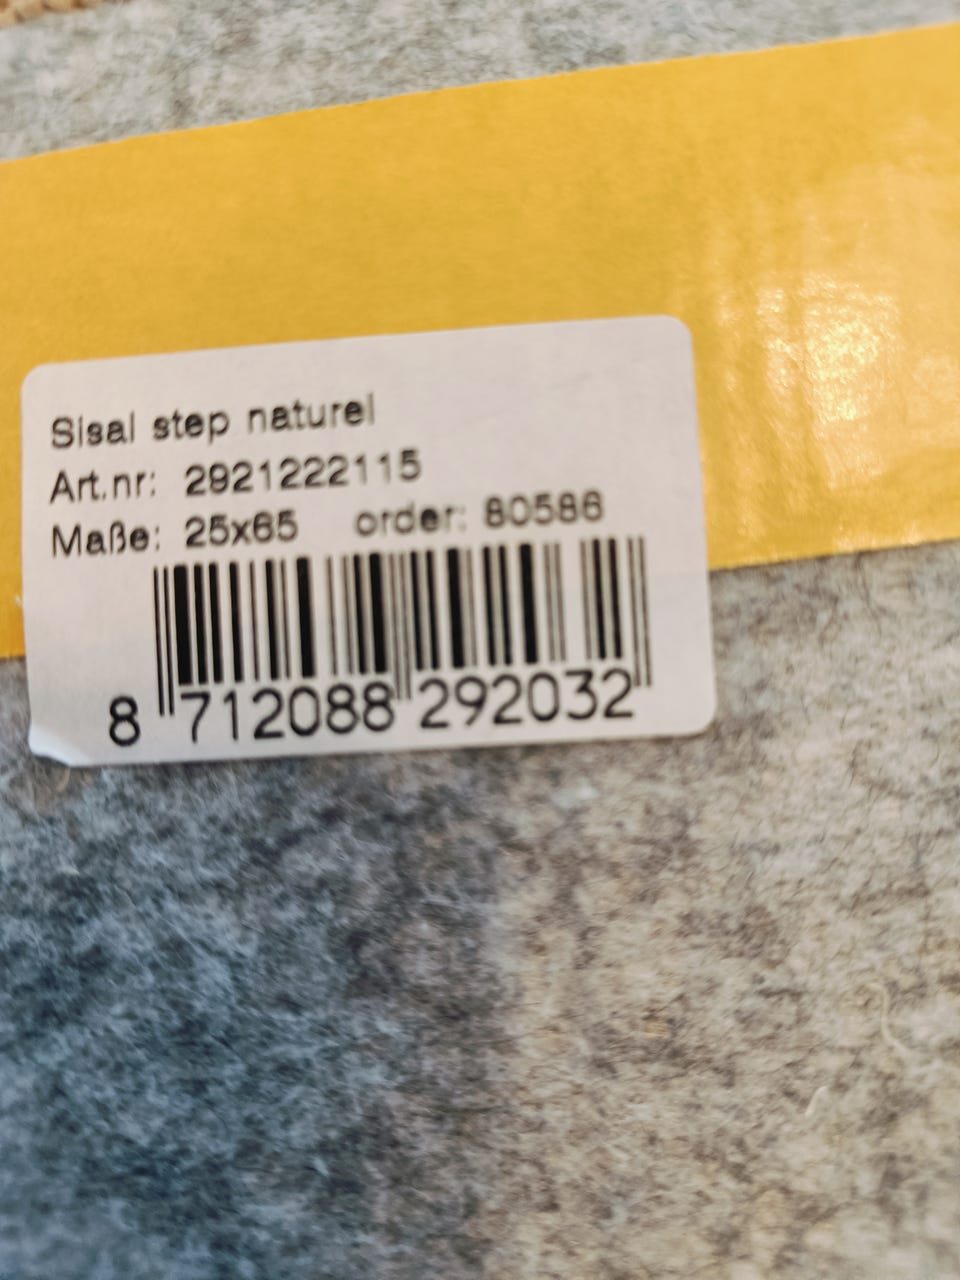 Sisal step naturel
Art.nr: 2921222115
Maße: 25x65 order: 80586
8 712088 292032